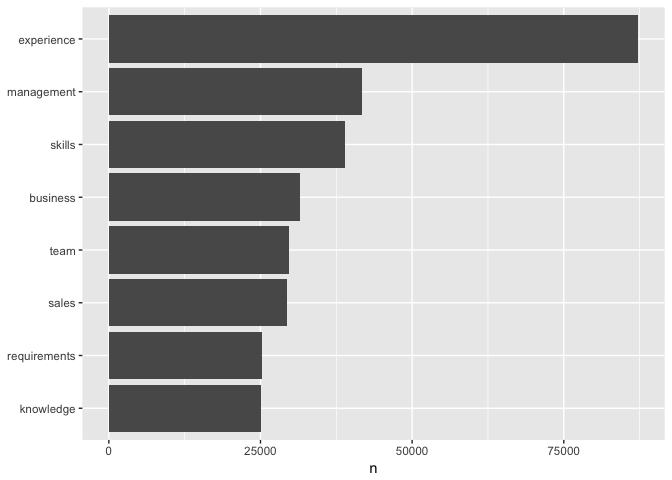 experience
management
skills
business
team
sales
requirements
knowledge
0 25000 50000 75000
n